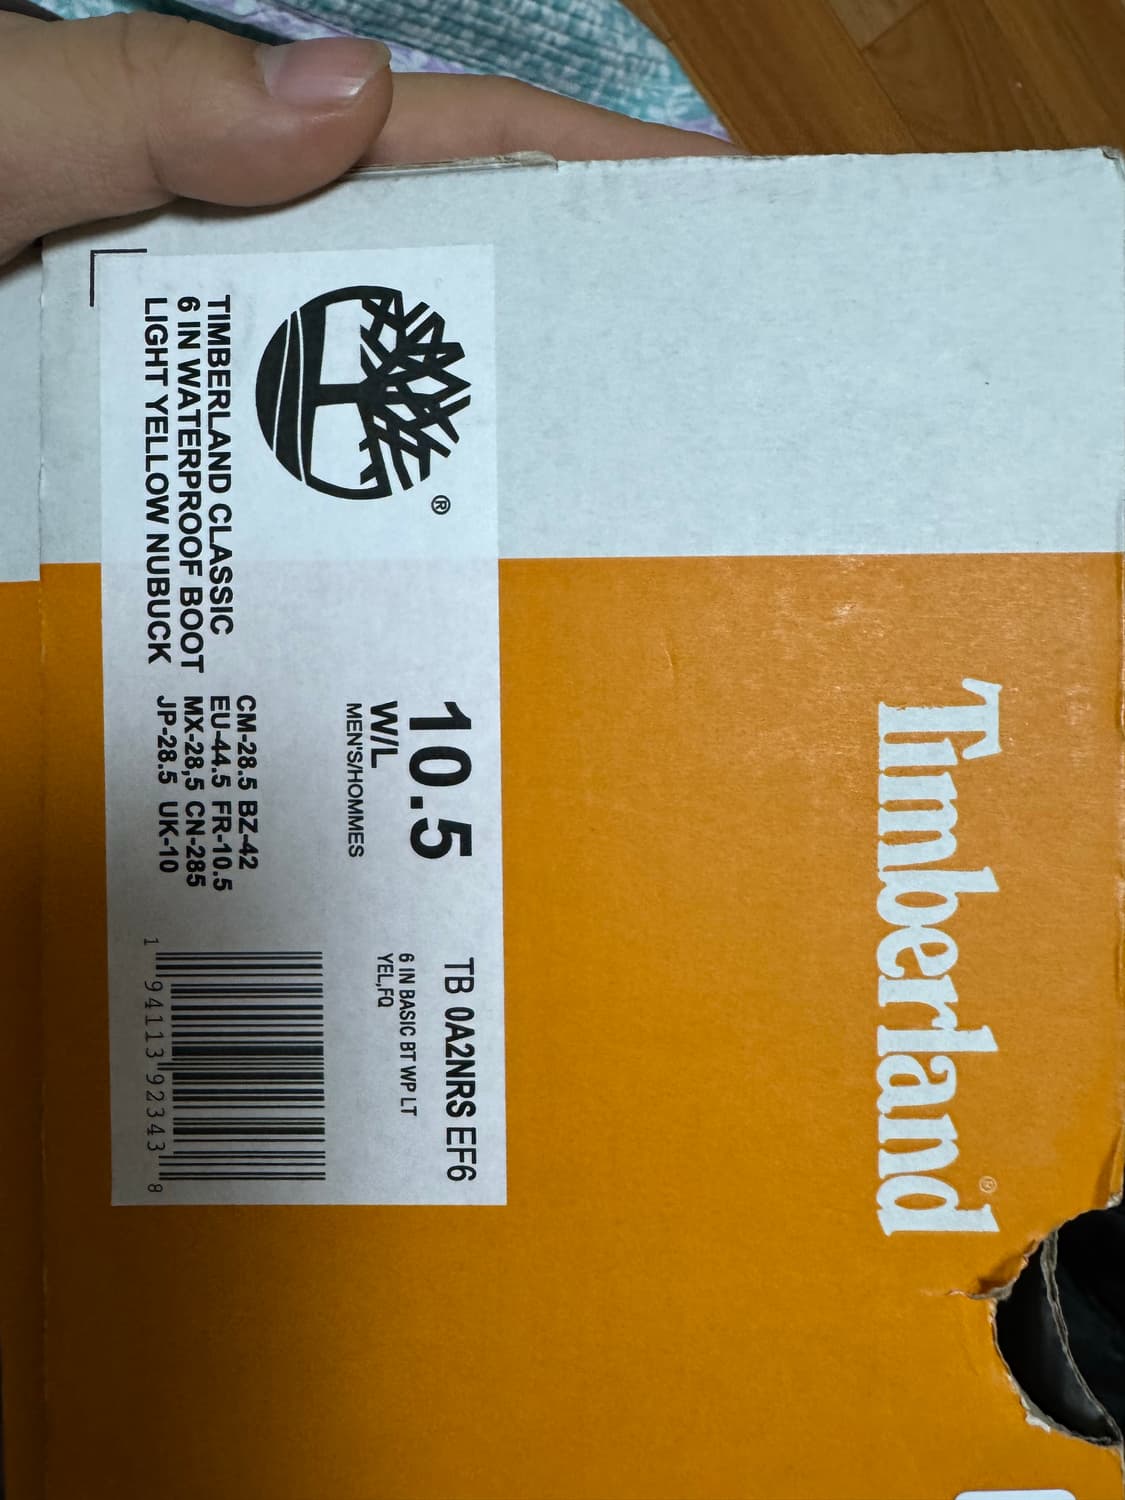 Timberland®
®
TIMBERLAND CLASSIC
6 IN WATERPROOF BOOT
LIGHT YELLOW NUBUCK
10.5
W/L
MEN'S/HOMMES
CM-28.5 BZ-42
EU-44.5 FR-10.5
MX-28,5 CN-285
JP-28.5 UK-10
TB 0A2NRS EF6
6 IN BASIC BT WP LT
YEL,FQ
1 94113 92343 8